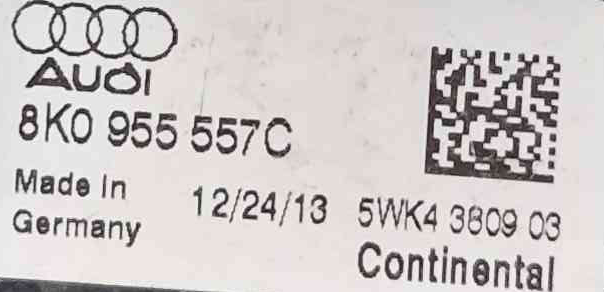 AUDI
8K0 955 557C
Made in
Germany
12/24/13
5WK4 3809 03
Continental